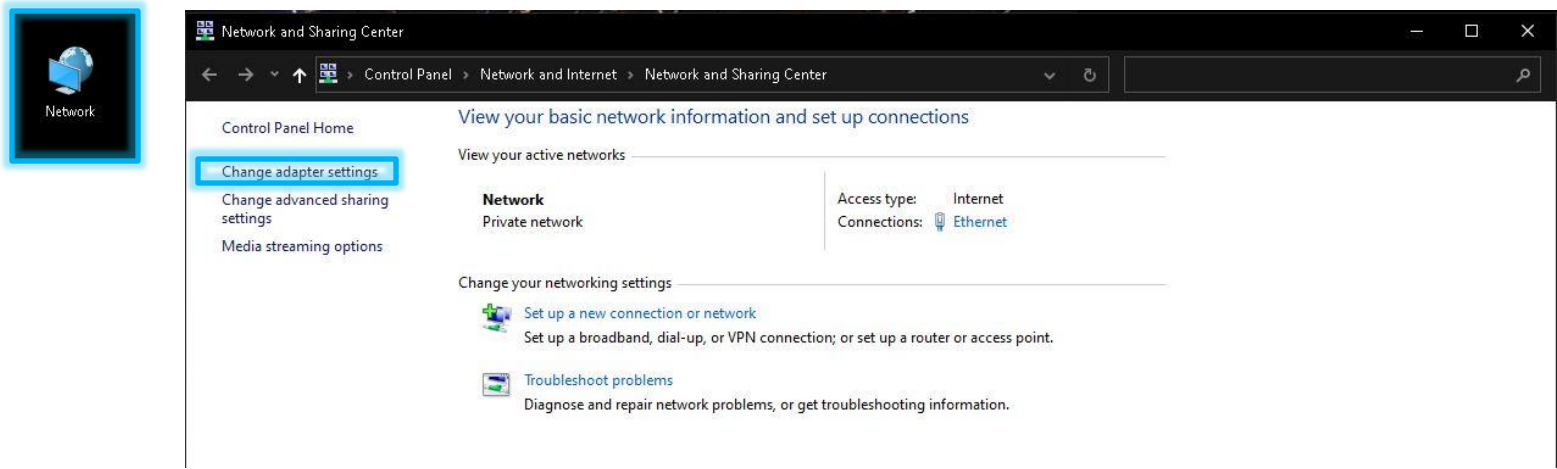 Network
Network and Sharing Center
Control Panel > Network and Internet > Network and Sharing Center
Control Panel Home
Change adapter settings
Change advanced sharing
settings
Media streaming options
View your basic network information and set up connections
View your active networks
Network
Private network
Access type: Internet
Connections: Ethernet
Change your networking settings
Set up a new connection or network
Set up a broadband, dial-up, or VPN connection; or set up a router or access point.
Troubleshoot problems
Diagnose and repair network problems, or get troubleshooting information.